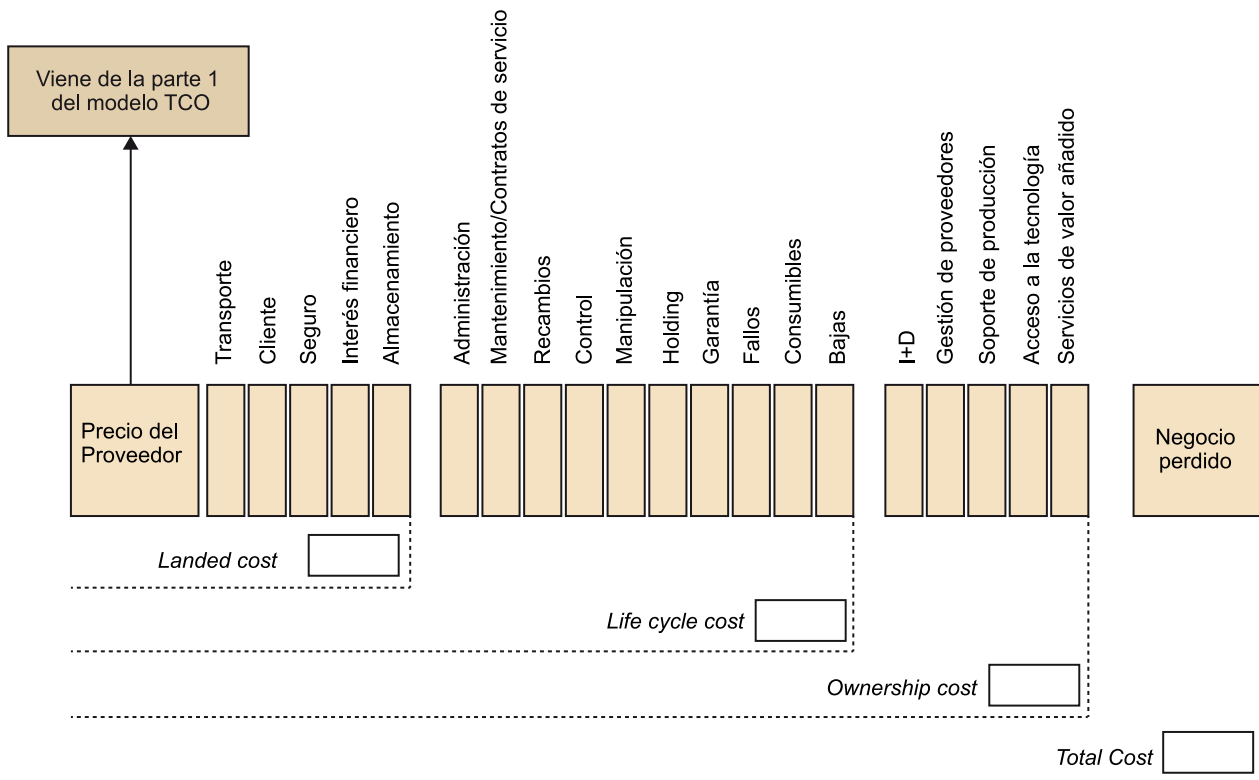 Viene de la parte 1
del modelo TCO
Transporte
Cliente
Seguro
Interés financiero
Almacenamiento
Administración
Mantenimiento/Contratos de servicio
Recambios
Control
Manipulación
Holding
Garantía
Fallos
Consumibles
Bajas
I+D
Gestión de proveedores
Soporte de producción
Acceso a la tecnología
Servicios de valor añadido
Precio del
Proveedor
Negocio
perdido
Landed cost
Life cycle cost
Ownership cost
Total Cost